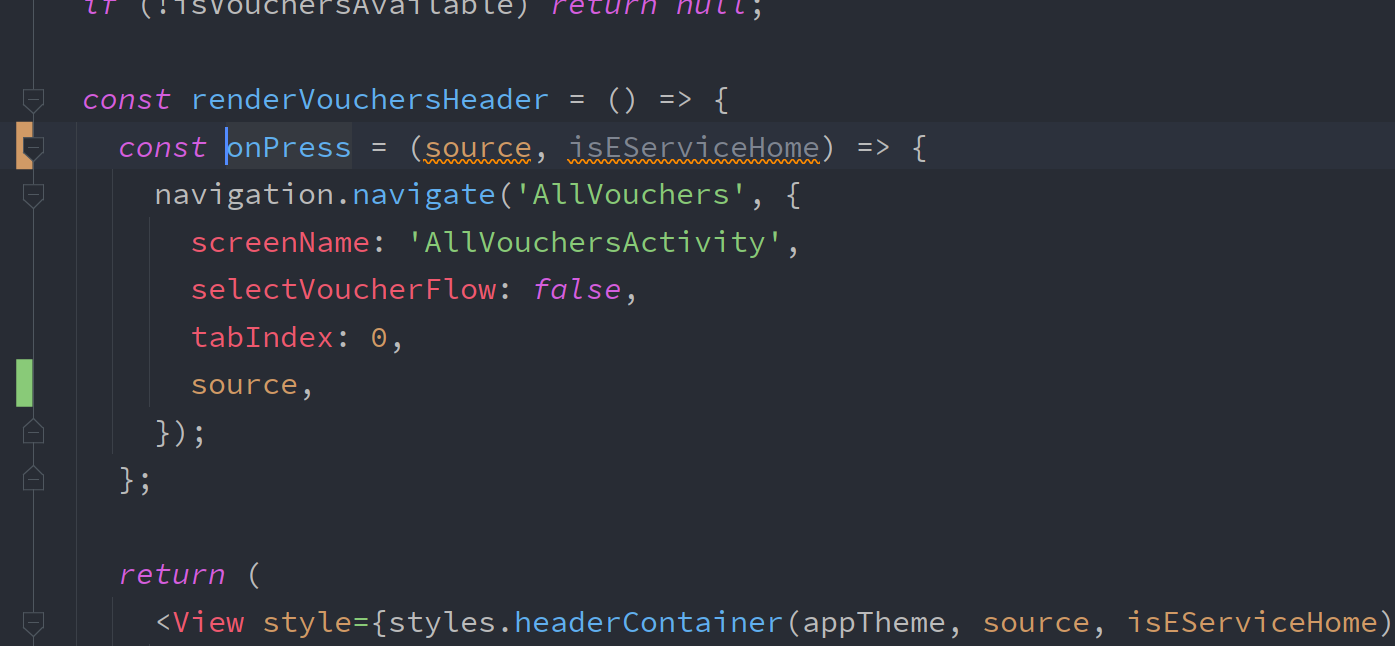 if (!isVouchersAvailable) return null;
const renderVouchersHeader = () => {
const onPress = (source, isEServiceHome) => {
navigation.navigate('AllVouchers', {
screenName: 'AllVouchersActivity',
selectVoucherFlow: false,
tabIndex: 0,
source,
});
};
return (
<View style={styles.headerContainer(appTheme, source, isEServiceHome)